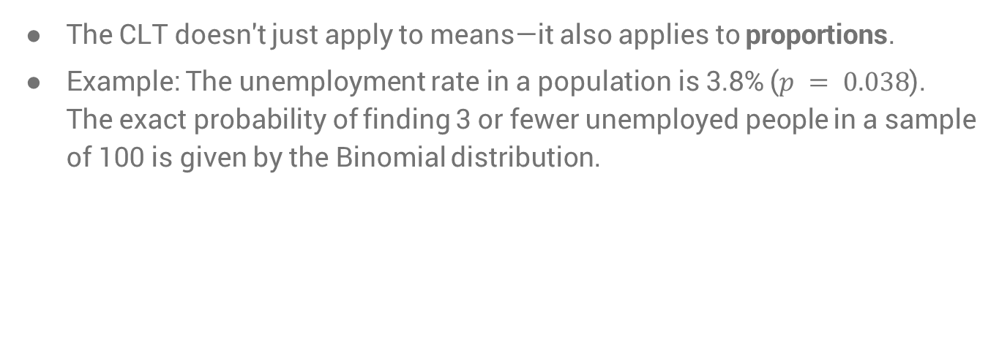 ● The CLT doesn't just apply to means—it also applies to proportions.
● Example: The unemployment rate in a population is 3.8% (p = 0.038).
The exact probability of finding 3 or fewer unemployed people in a sample
of 100 is given by the Binomial distribution.